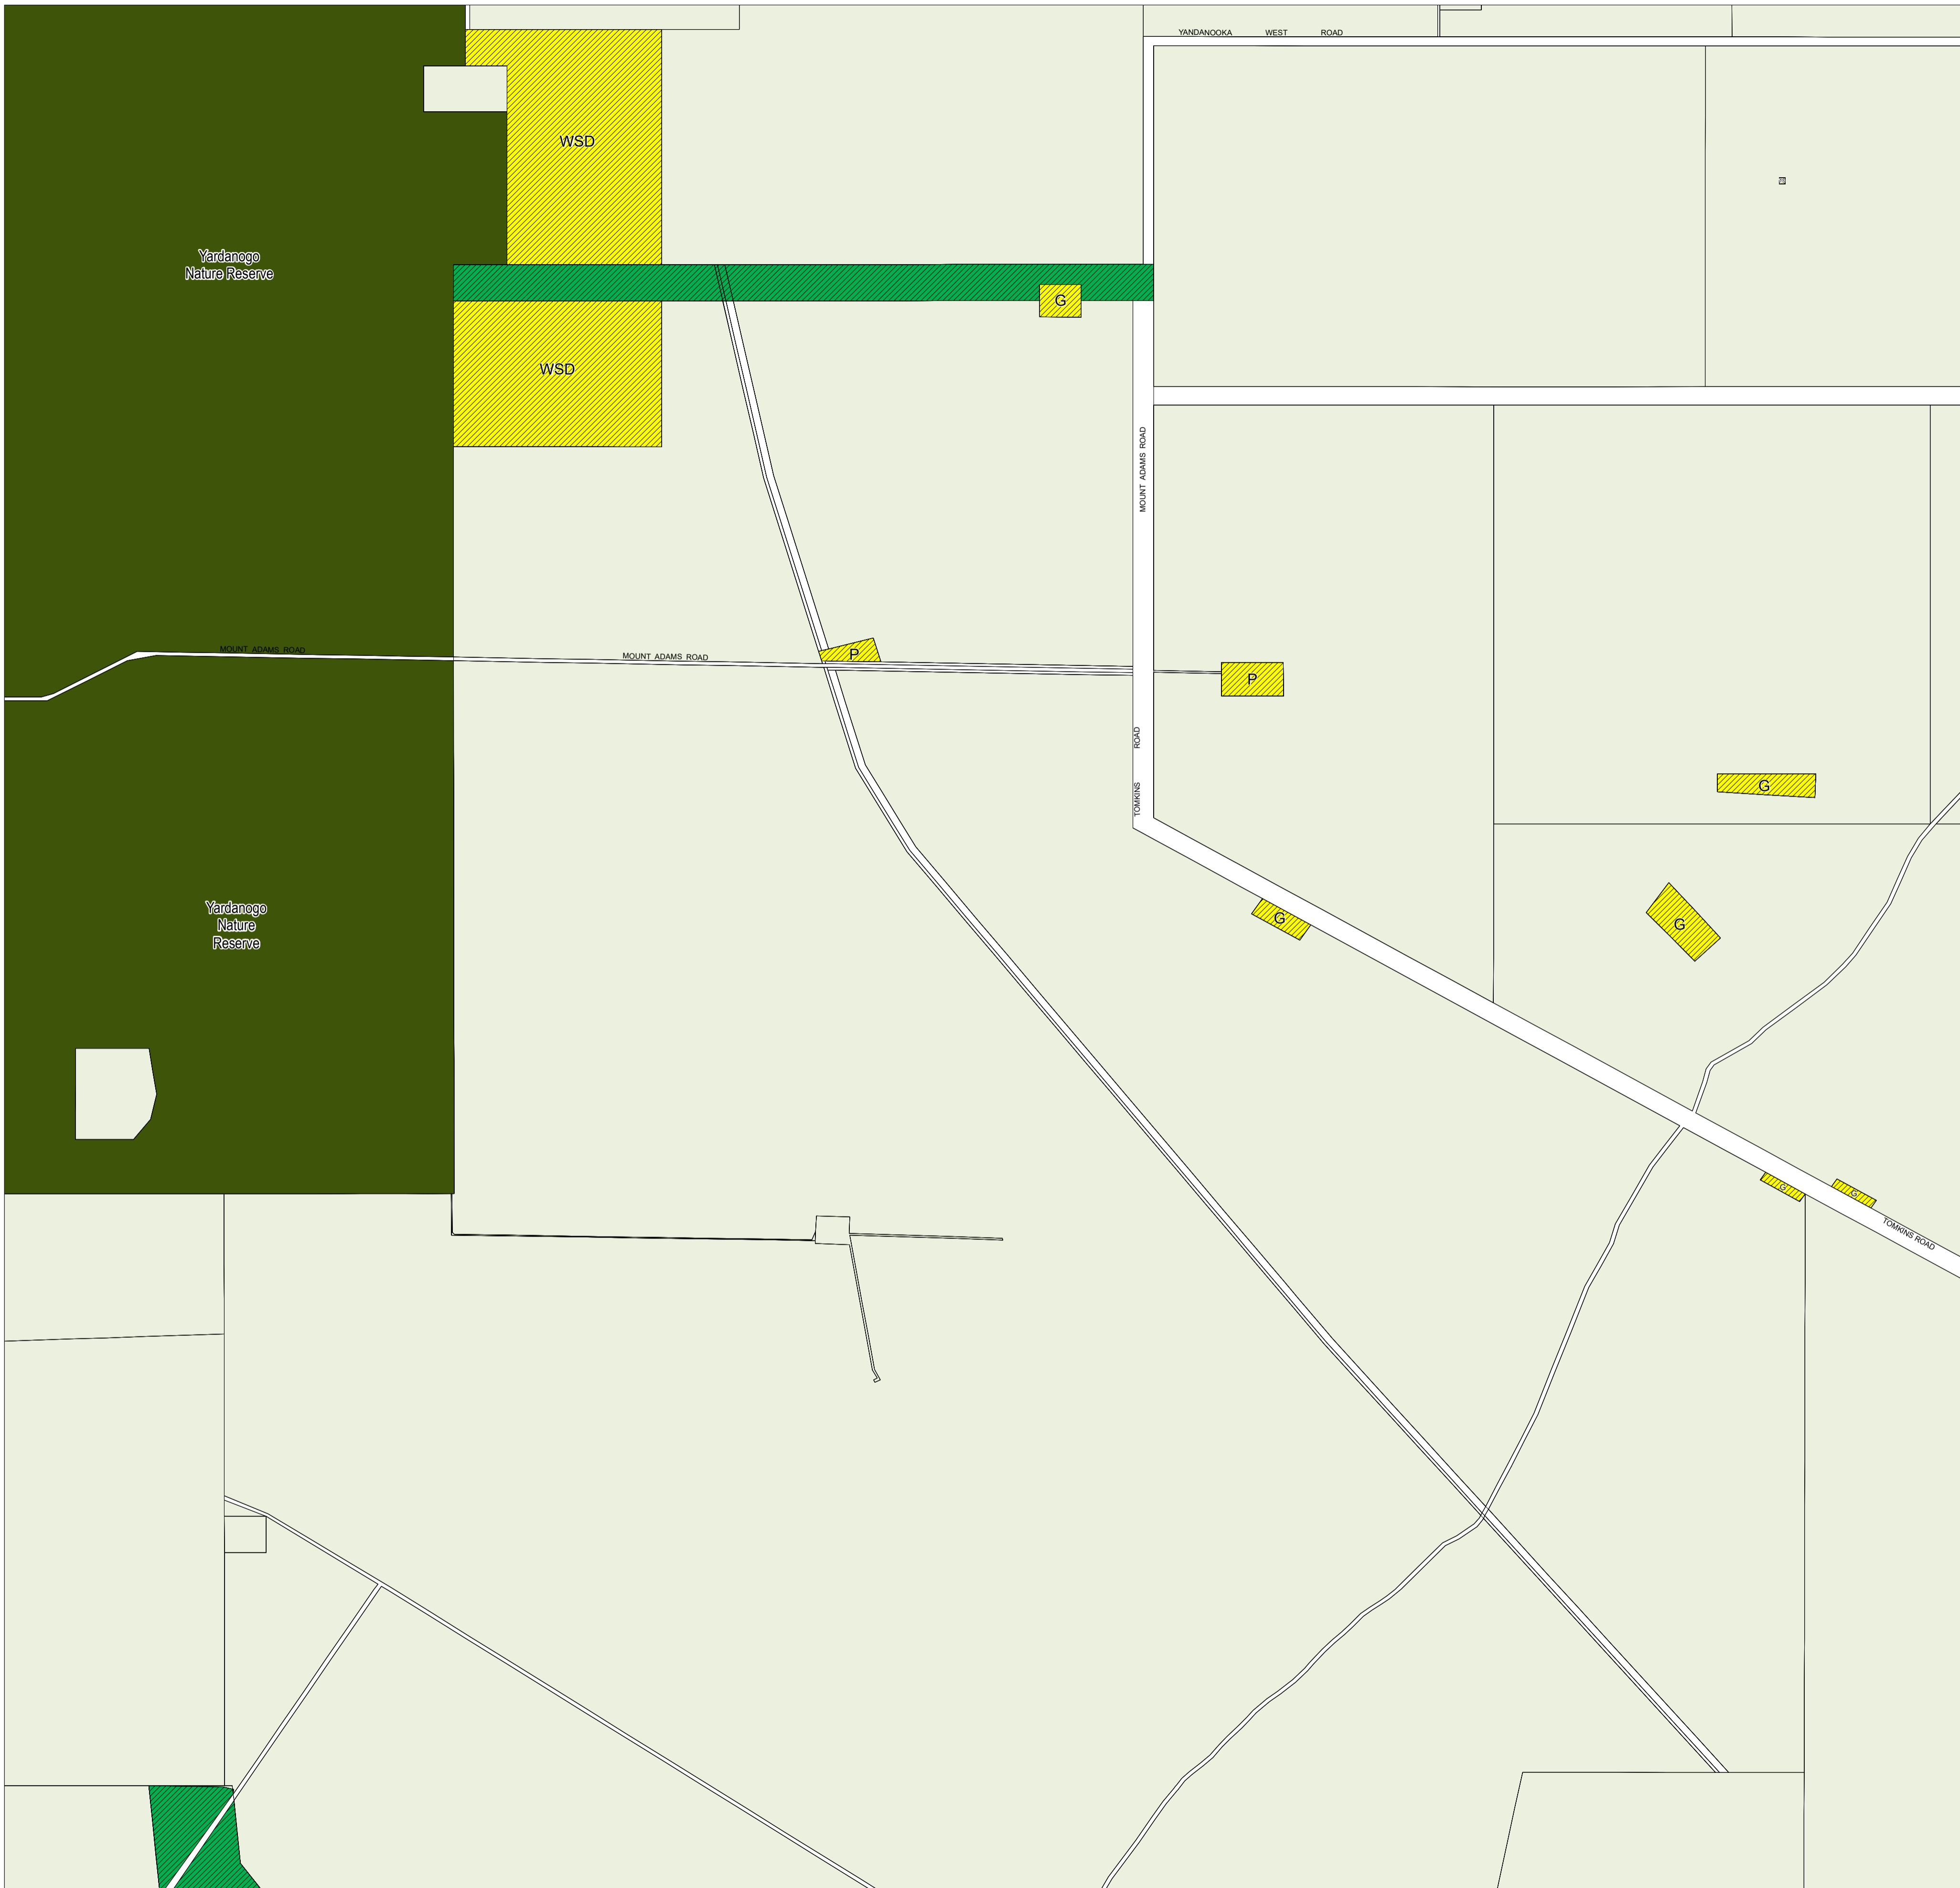 YANDANOOKA WEST ROAD
WSD
Yardanogo
Nature Reserve
G
WSD
MOUNT ADAMS ROAD
MOUNT ADAMS ROAD
MOUNT ADAMS ROAD
P
P
TOMKINS ROAD
G
Yardanogo
Nature
Reserve
G
G
G
G
TOMKINS ROAD